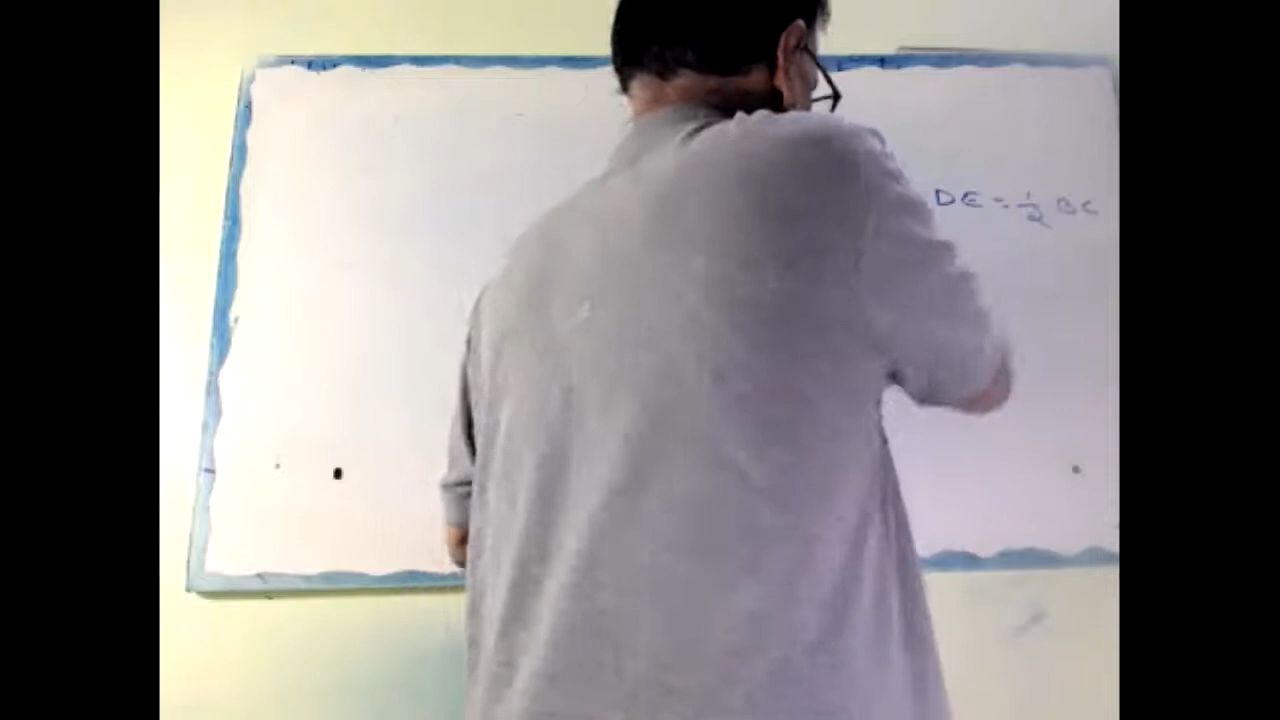 DE = 1/2 BC